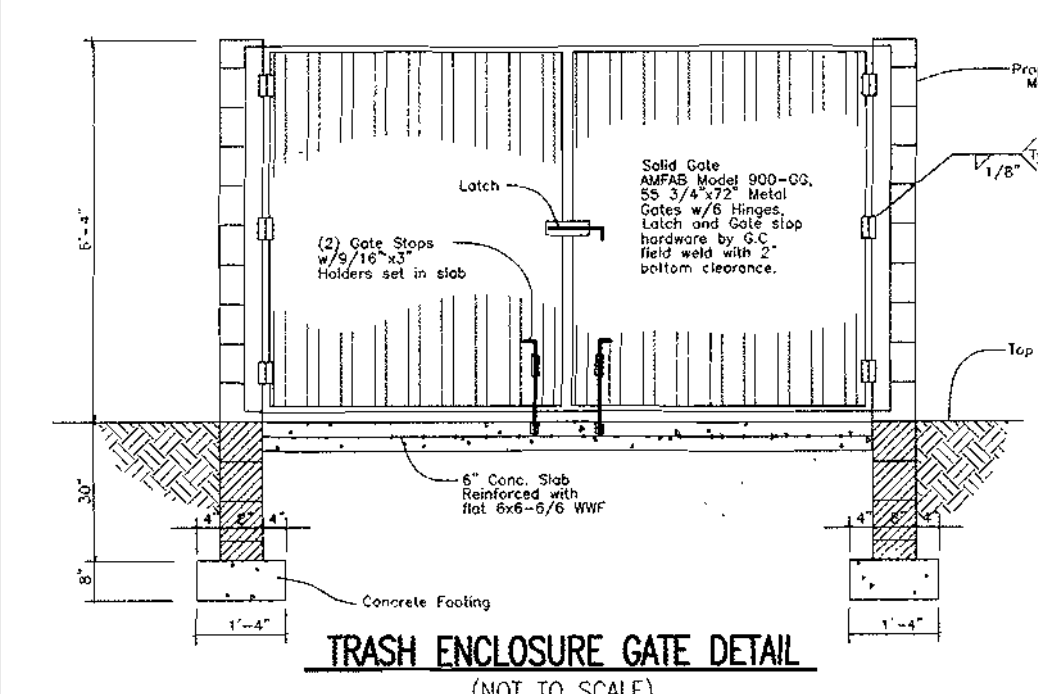 Pro
M
T
1/8"
Solid Gate
AMFAB Model 900-GG,
55 3/4"x72" Metal
Gates w/6 Hinges,
Latch and Gate stop
hardware by G.C
field weld with 2"
bottom clearance.
Latch
(2) Gate Stops
w/9/16"x3"
Holders set in slab
6'-4"
Top
6" Conc. Slab
Reinforced with
flat 6x6-6/6 WWF
30"
4" 8" 4"
4" 8" 4"
8"
Concrete Footing
1'-4"
1'-4"
TRASH ENCLOSURE GATE DETAIL
(NOT TO SCALE)